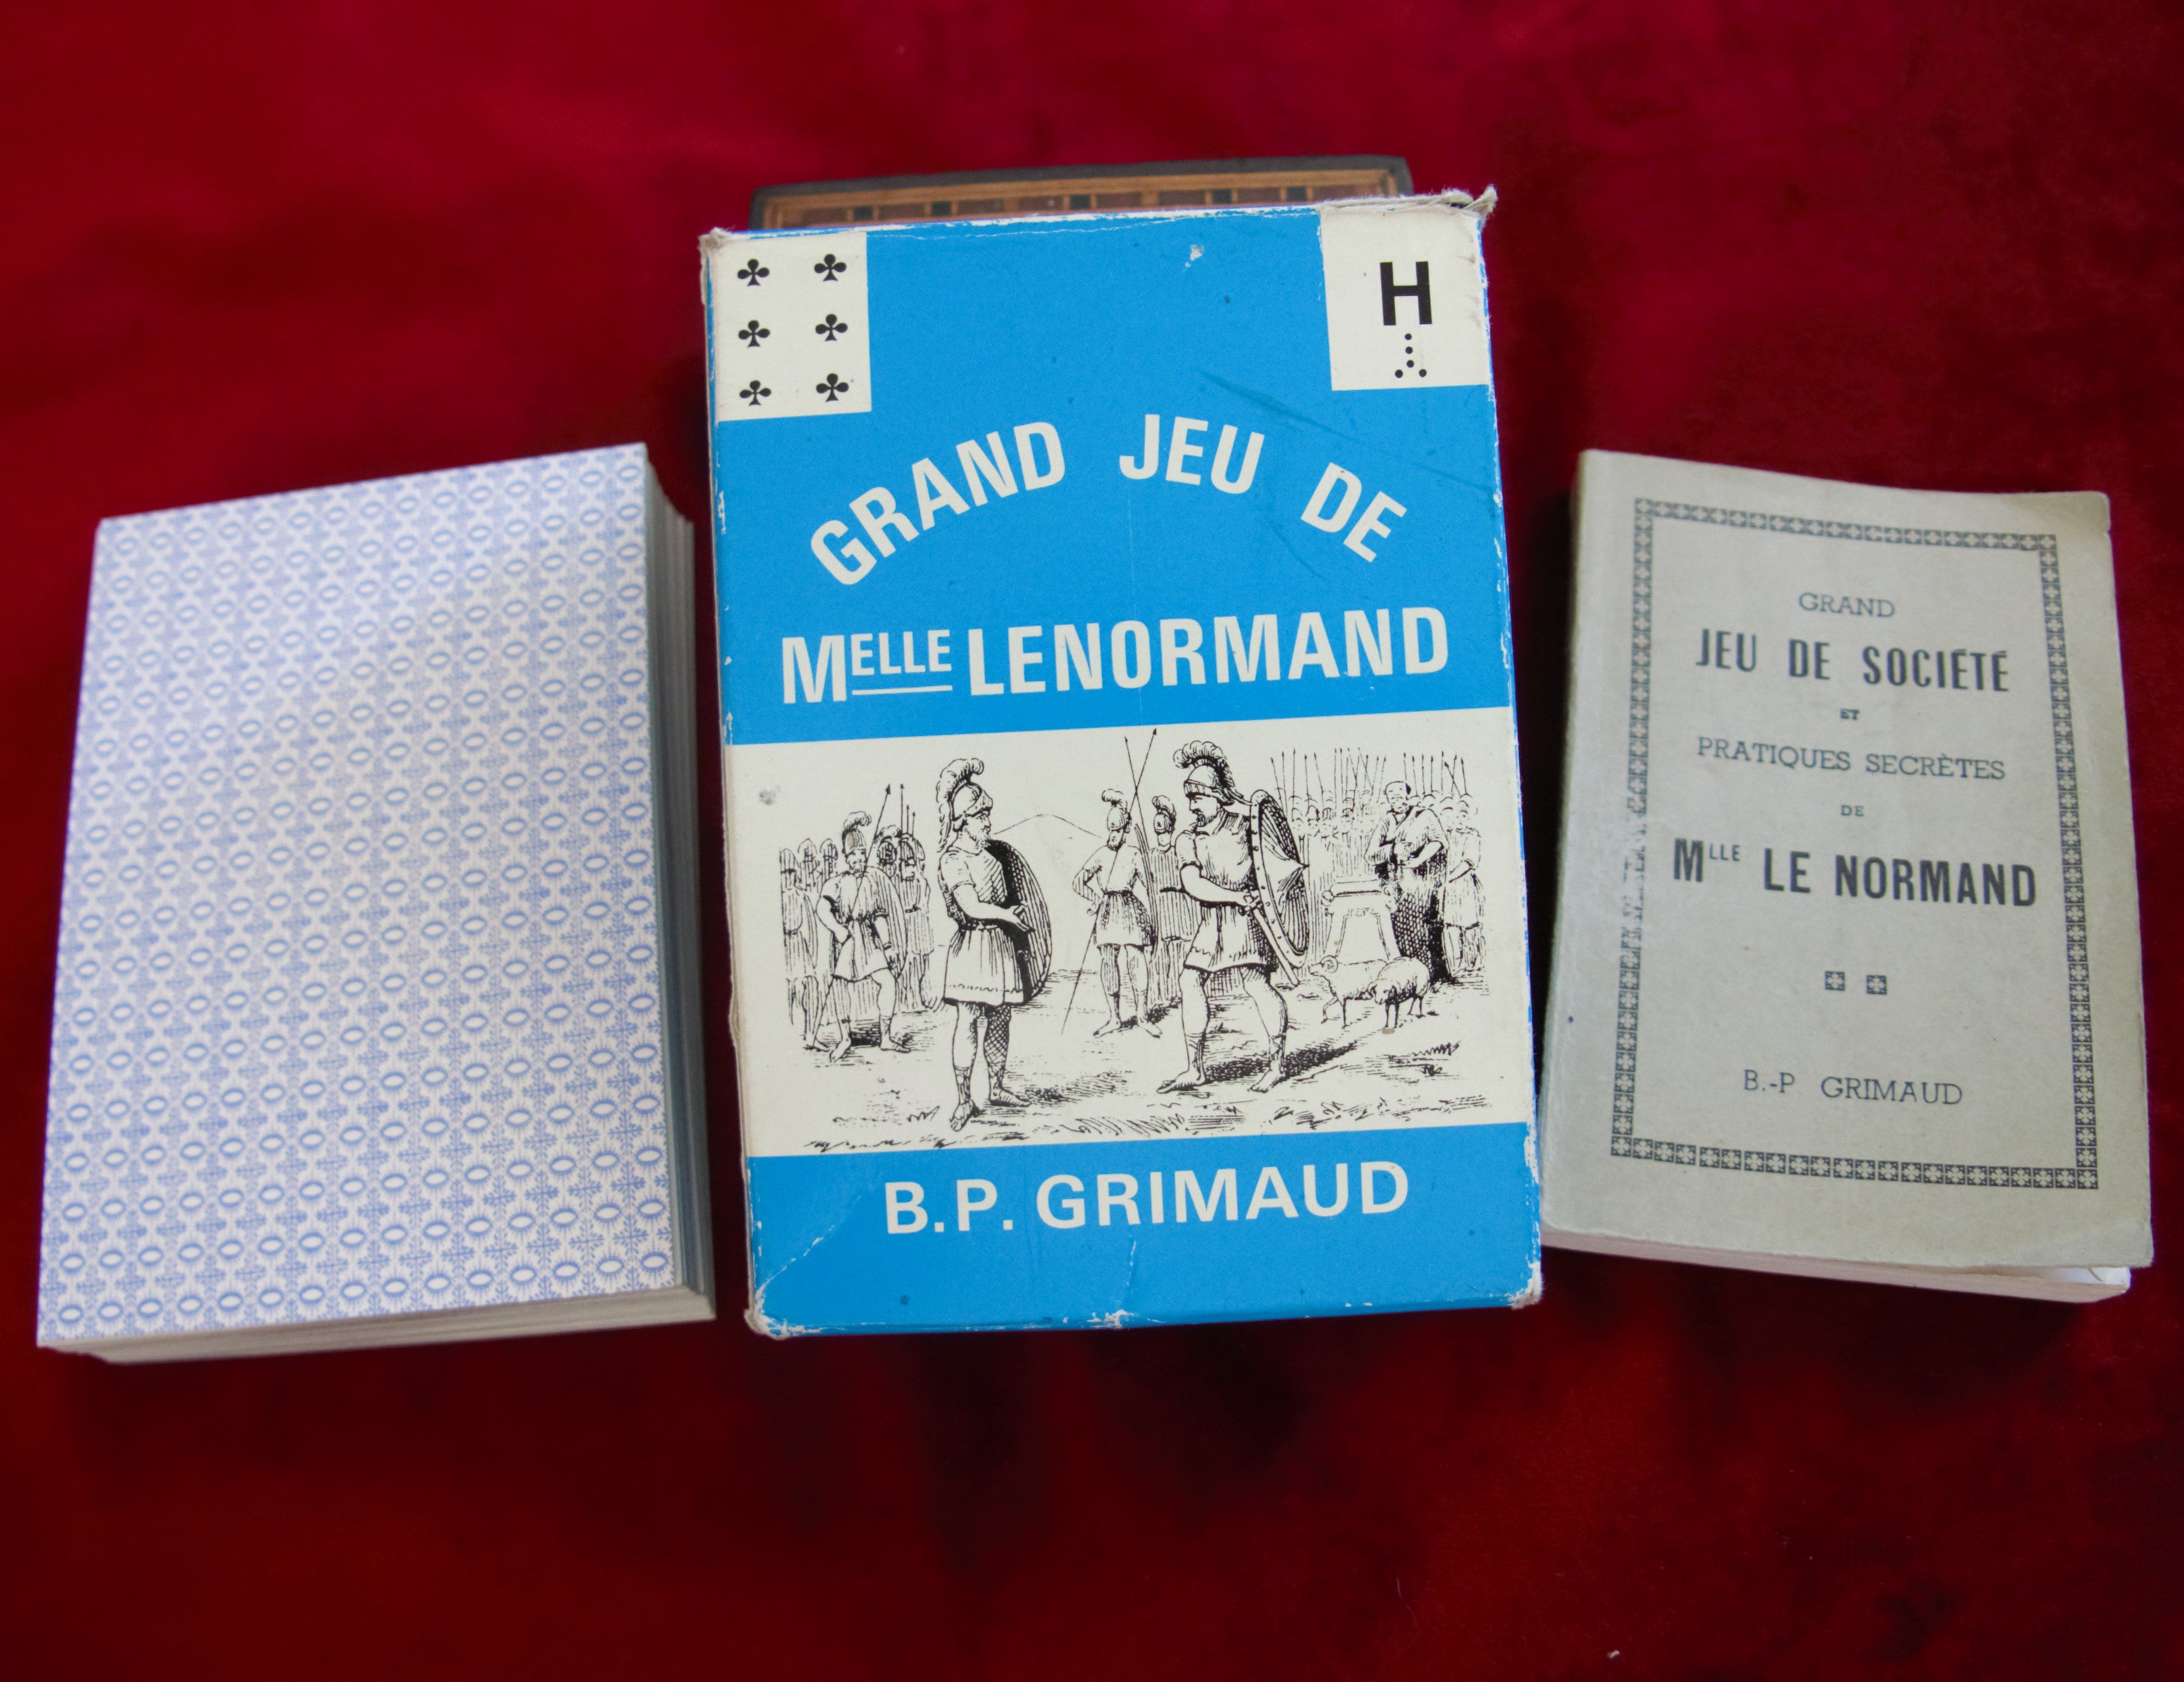 H
GRAND JEU DE
MELLE LENORMAND
B.P. GRIMAUD
GRAND
JEU DE SOCIÉTÉ
ET
PRATIQUES SECRÈTES
DE
MLLE LE NORMAND
B.-P GRIMAUD